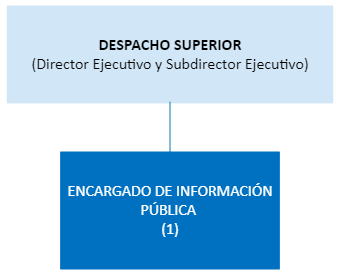 DESPACHO SUPERIOR
(Director Ejecutivo y Subdirector Ejecutivo)
ENCARGADO DE INFORMACIÓN
PÚBLICA
(1)